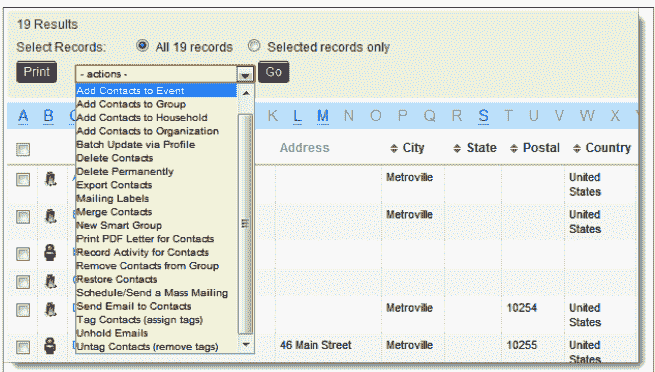 19 Results
Select Records: All 19 records Selected records only
Print - actions - Go
Add Contacts to Event
Add Contacts to Group
Add Contacts to Household
Add Contacts to Organization
Batch Update via Profile
Delete Contacts
Delete Permanently
Export Contacts
Mailing Labels
Merge Contacts
New Smart Group
Print PDF Letter for Contacts
Record Activity for Contacts
Remove Contacts from Group
Restore Contacts
Schedule/Send a Mass Mailing
Send Email to Contacts
Tag Contacts (assign tags)
Unhold Emails
Untag Contacts (remove tags)
A B K L M N O P Q R S T U V W X
Address City State Postal Country
Metroville United
States
Metroville United
States
Metroville 10254 United
States
46 Main Street Metroville 10255 United
States